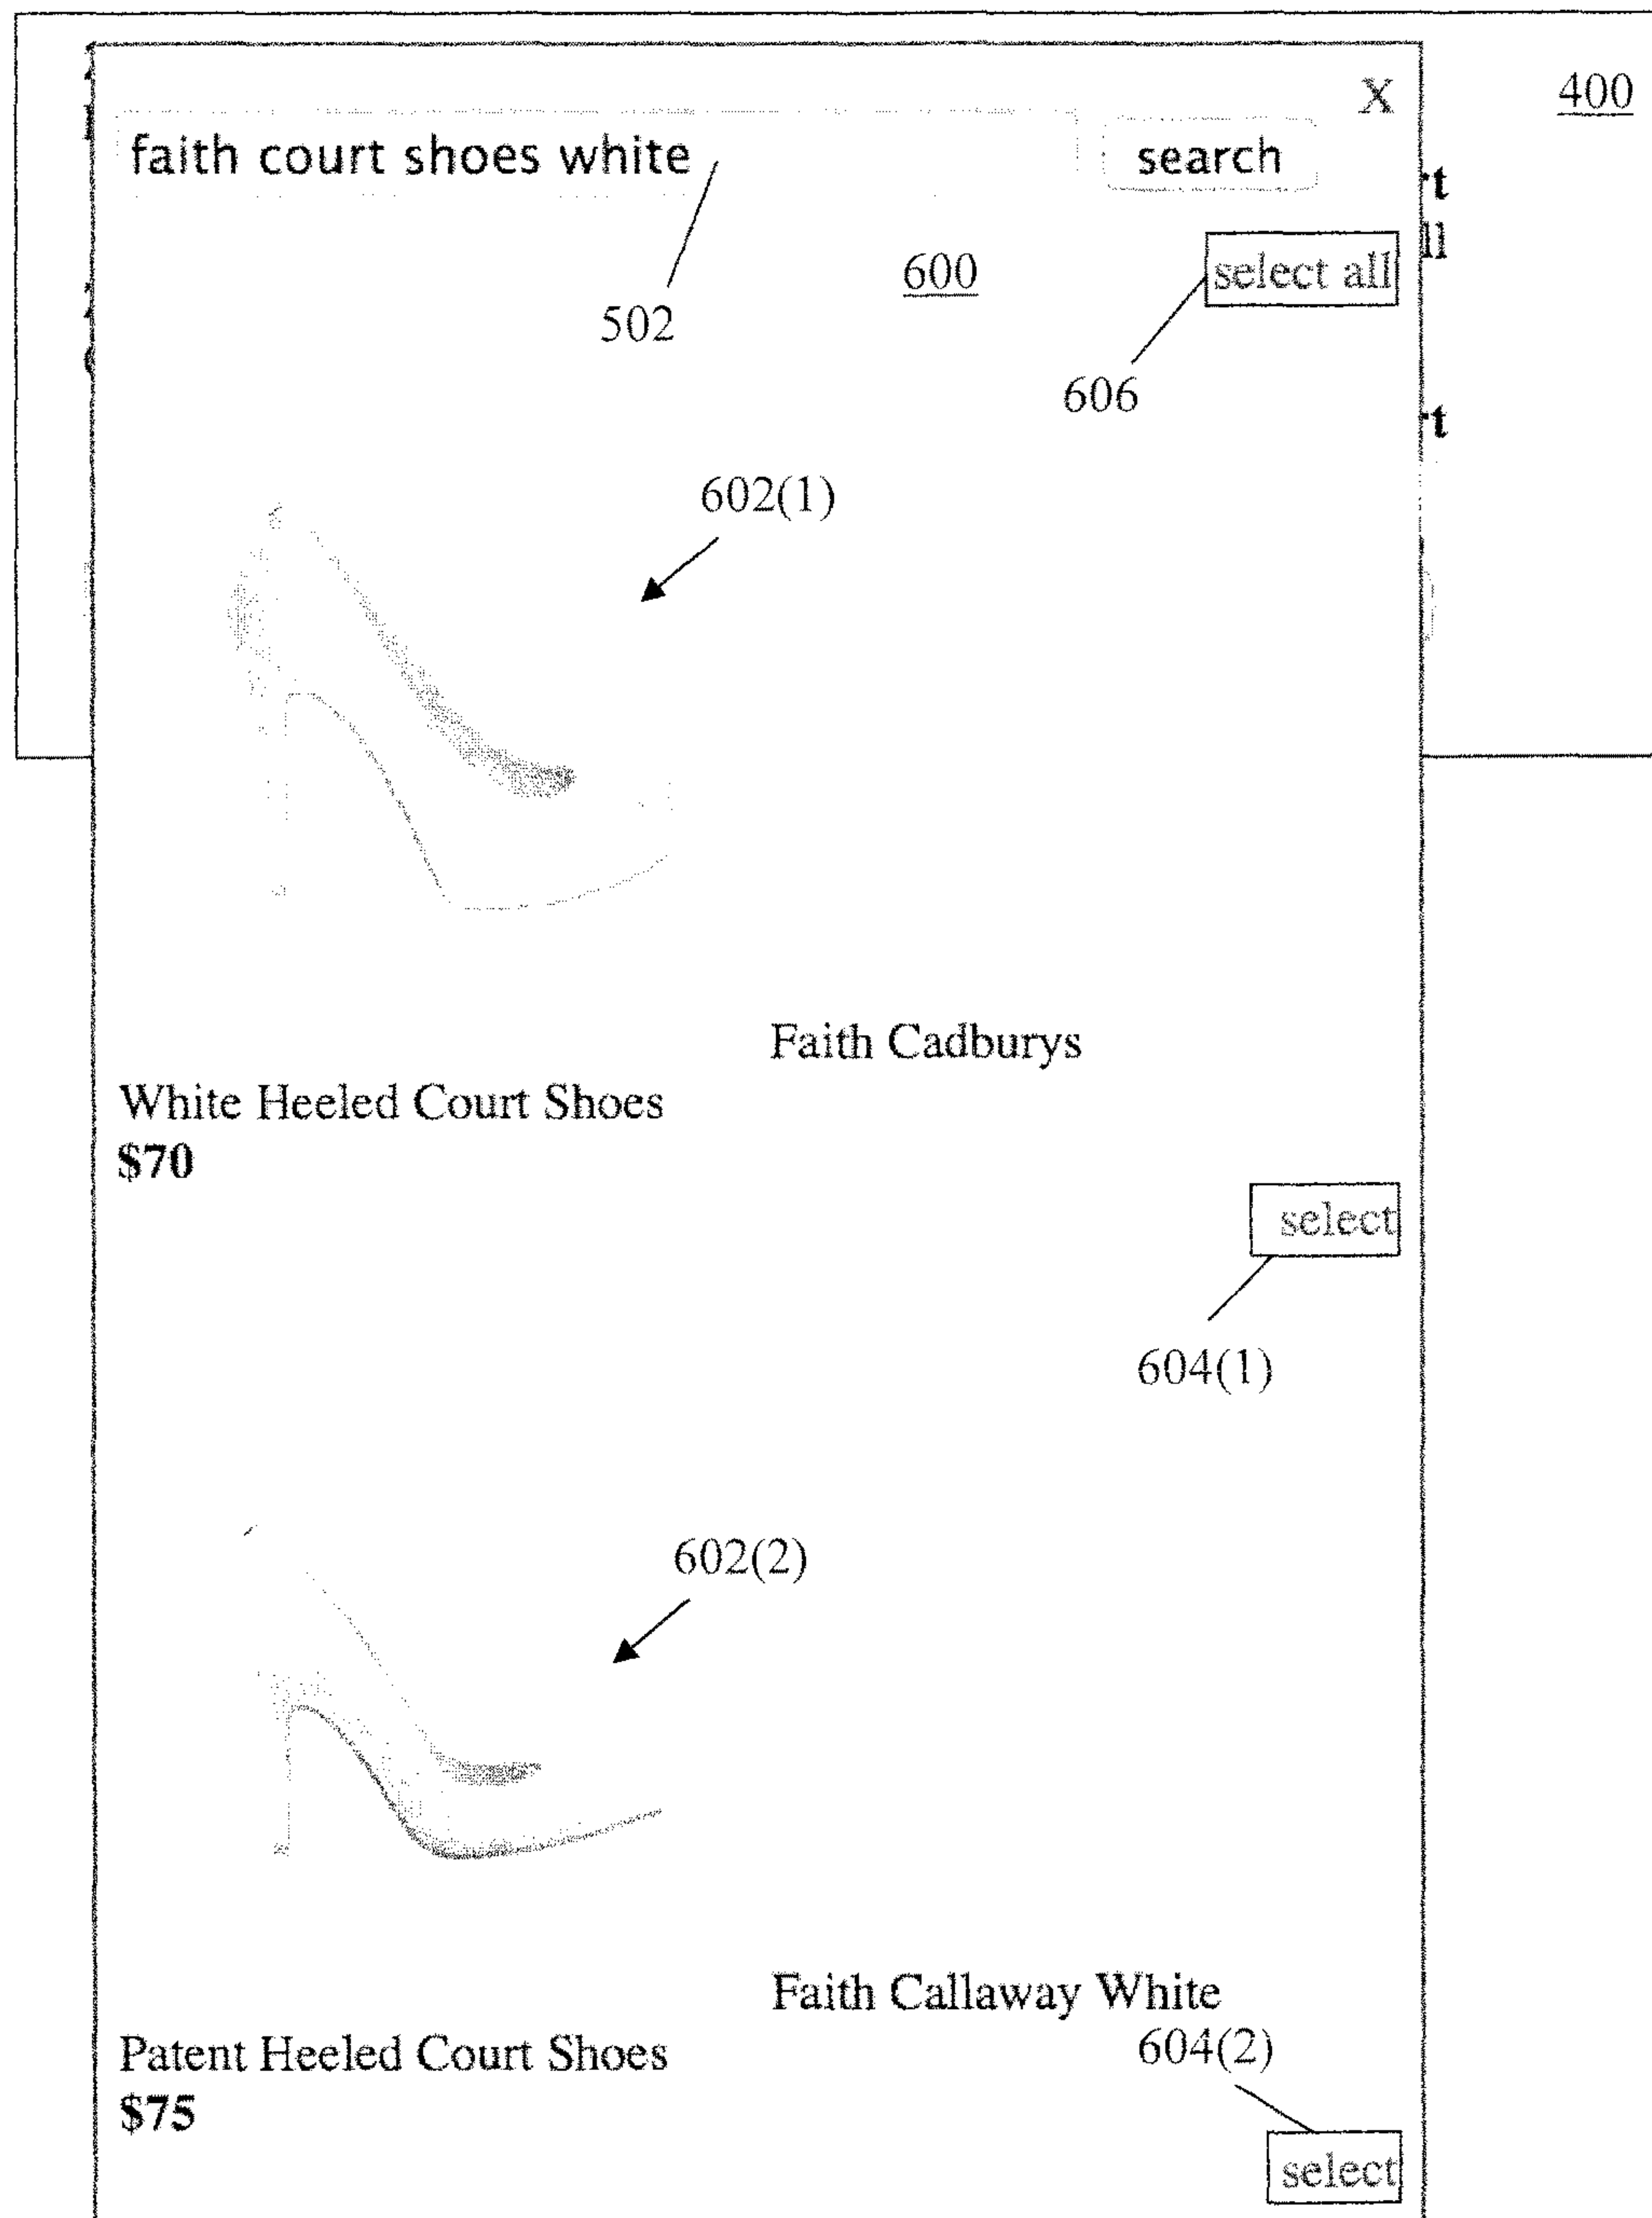 X
400
faith court shoes white
search
select all
600
502
606
602(1)
Faith Cadburys
White Heeled Court Shoes
$70
select
604(1)
602(2)
Faith Callaway White
604(2)
Patent Heeled Court Shoes
$75
select